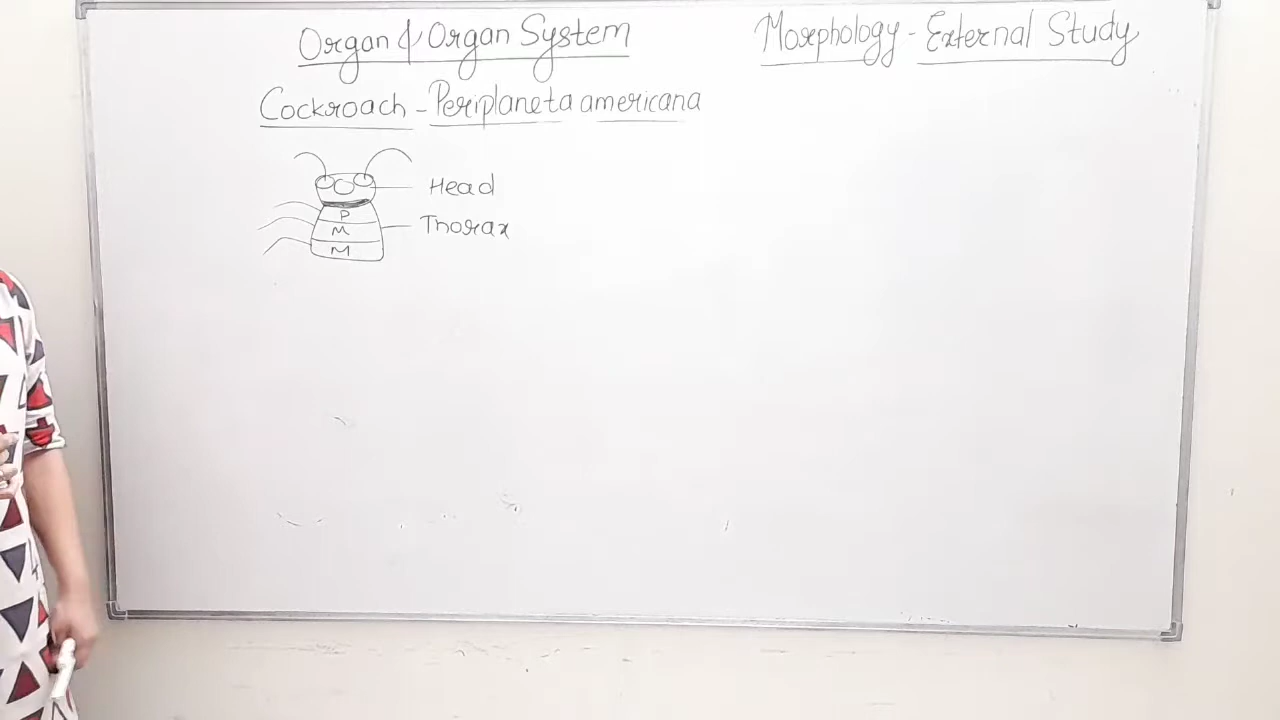 Organ & Organ System
Morphology - External Study
Cockroach - Periplaneta americana
Head
P
Thorax
M
M